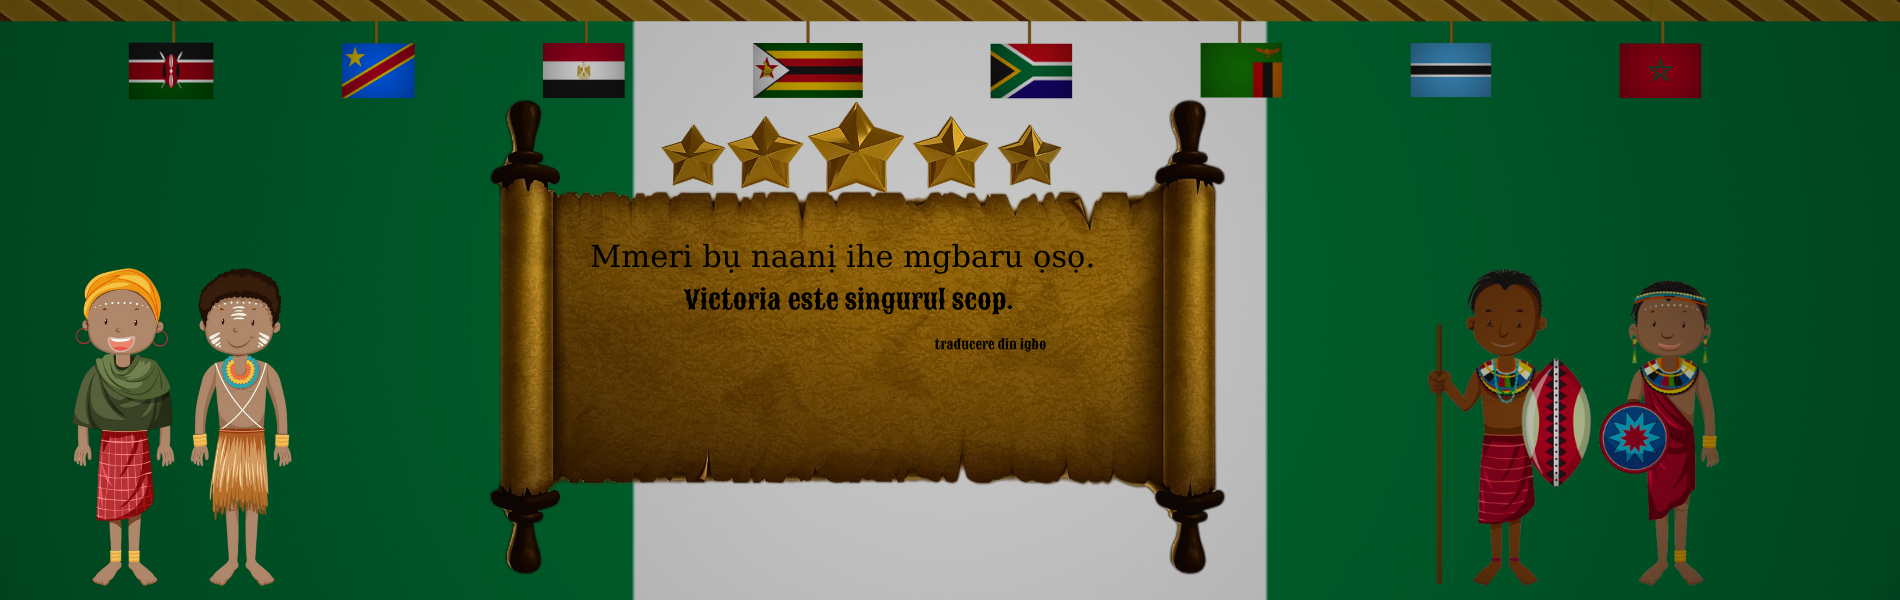 Mmeri bụ naanị ihe mgbaru ọsọ.
Victoria este singurul scop.
traducere din igbo